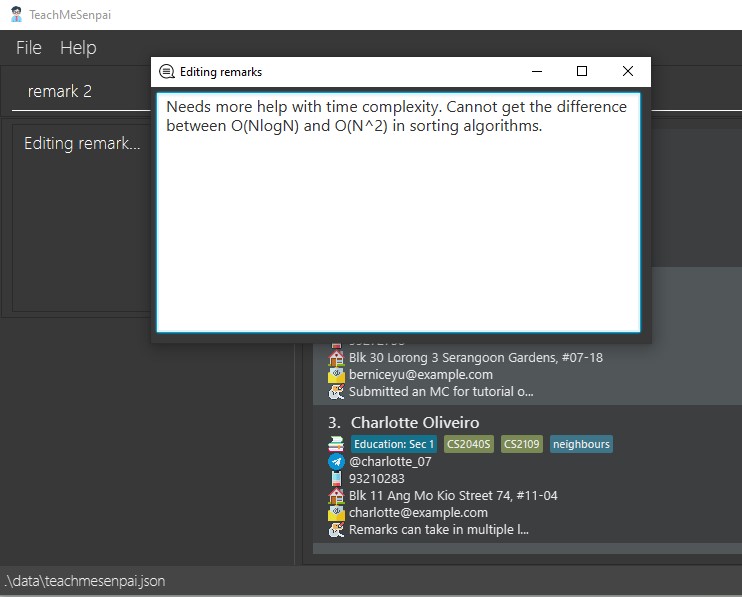 TeachMeSenpai
File Help
remark 2
Editing remark...
Editing remarks
Needs more help with time complexity. Cannot get the difference
between O(NlogN) and O(N^2) in sorting algorithms.
Blk 30 Lorong 3 Serangoon Gardens, #07-18
berniceyu@example.com
Submitted an MC for tutorial o...
3. Charlotte Oliveiro
Education: Sec 1 CS2040S CS2109 neighbours
@charlotte_07
93210283
Blk 11 Ang Mo Kio Street 74, #11-04
charlotte@example.com
Remarks can take in multiple l...
.\data\teachmesenpai.json